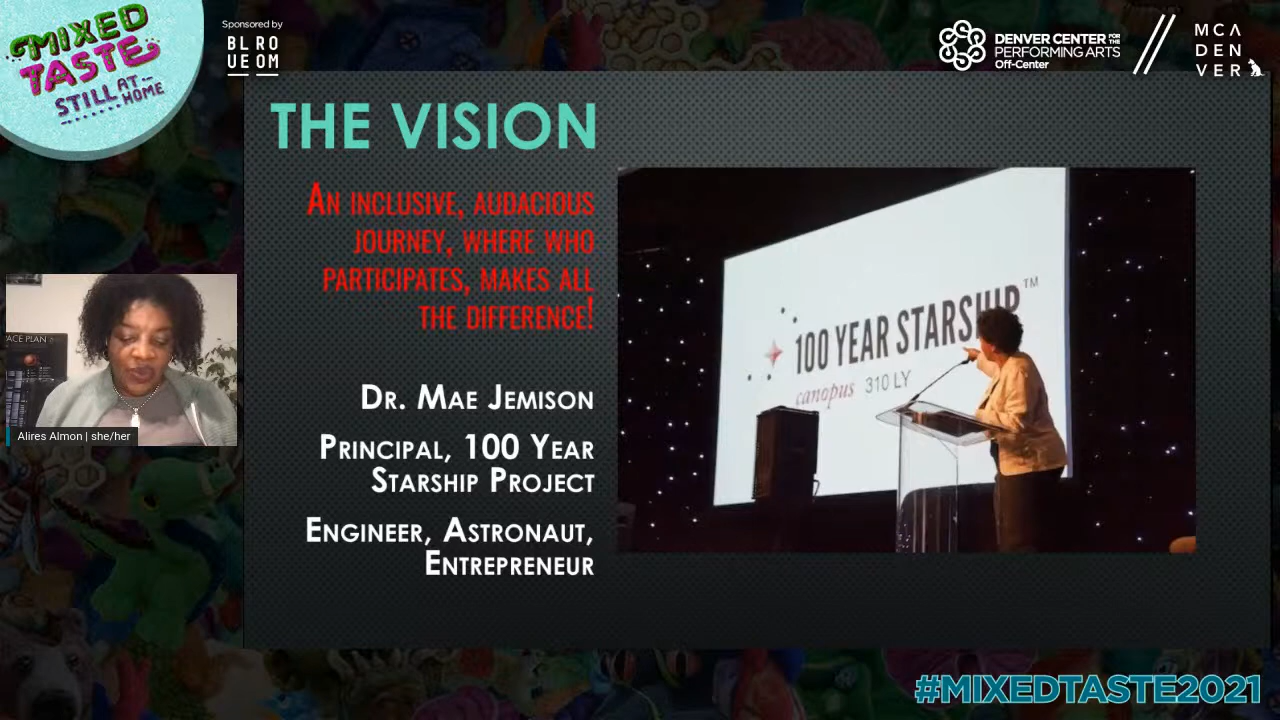 MIXED
TASTE
STILL AT
HOME
Sponsored by
BL RO
UE OM
DENVER CENTER FOR THE
PERFORMING ARTS
Off-Center
MCA
DEN
VER
THE VISION
AN INCLUSIVE, AUDACIOUS
JOURNEY, WHERE WHO
PARTICIPATES, MAKES ALL
THE DIFFERENCE!
DR. MAE JEMISON
PRINCIPAL, 100 YEAR
STARSHIP PROJECT
ENGINEER, ASTRONAUT,
ENTREPRENEUR
100 YEAR STARSHIP™
canopus 310 LY
ACE PLAN
Alires Almon | she/her
#MIXEDTASTE2021